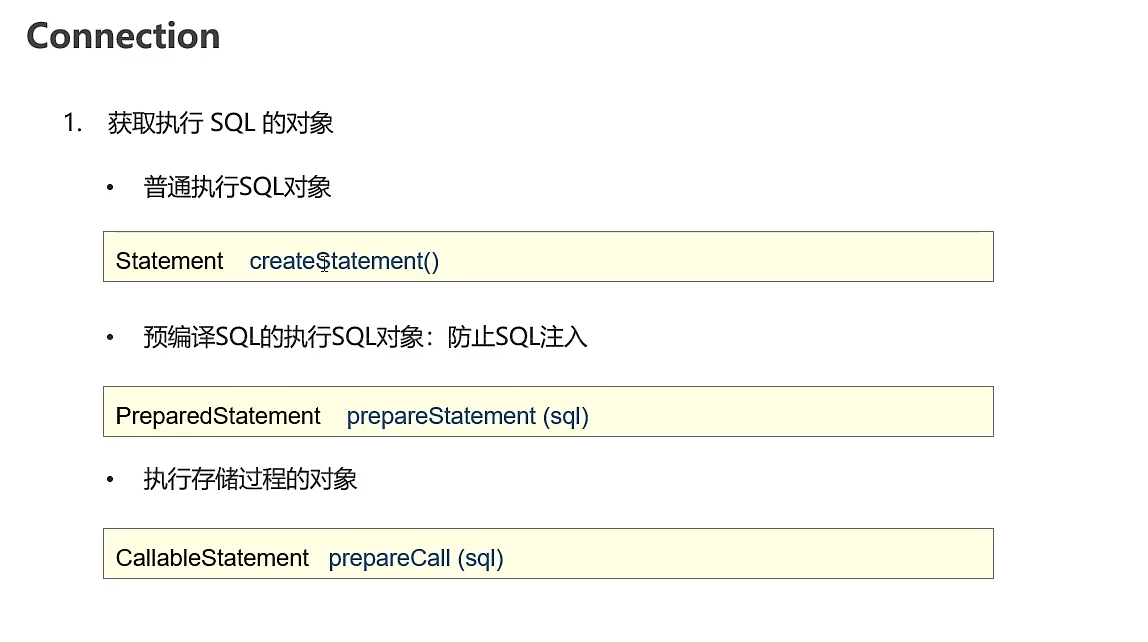 Connection
1. 获取执行 SQL 的对象
• 普通执行SQL对象
Statement createStatement()
• 预编译SQL的执行SQL对象：防止SQL注入
PreparedStatement prepareStatement (sql)
• 执行存储过程的对象
CallableStatement prepareCall (sql)